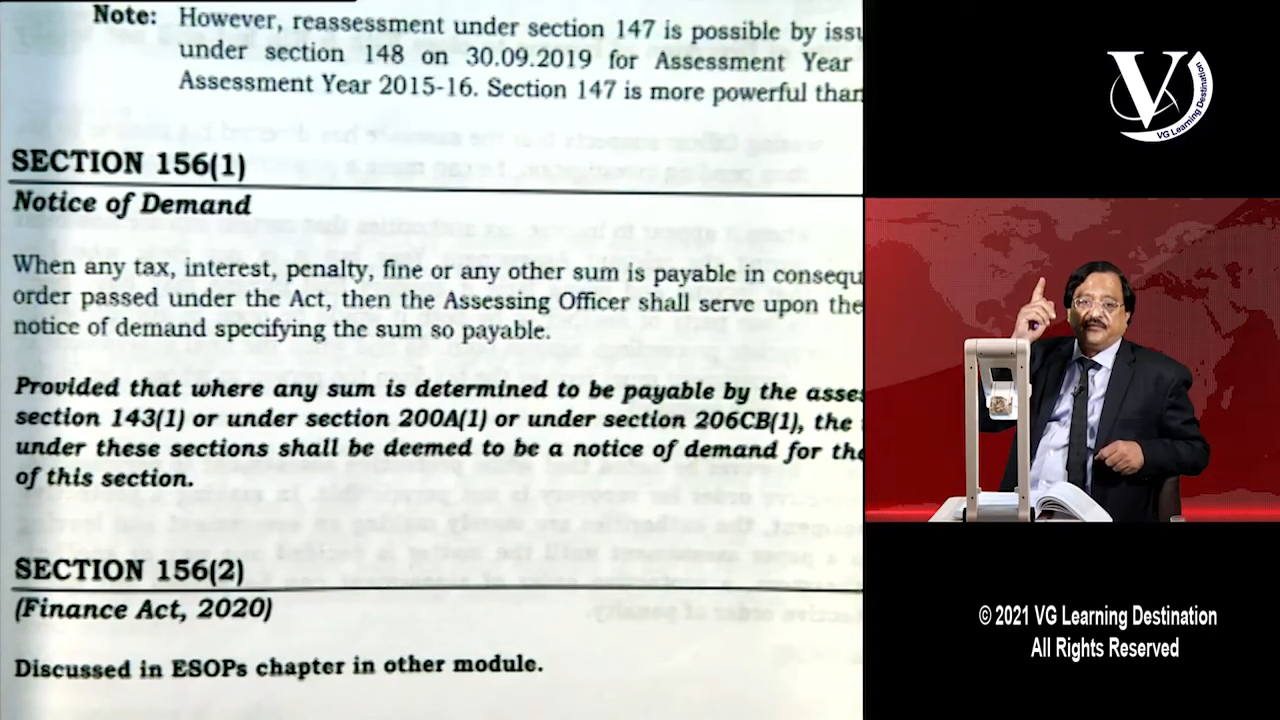 Note: However, reassessment under section 147 is possible by issu
under section 148 on 30.09.2019 for Assessment Year
Assessment Year 2015-16. Section 147 is more powerful than
SECTION 156(1)
Notice of Demand
When any tax, interest, penalty, fine or any other sum is payable in consequ
order passed under the Act, then the Assessing Officer shall serve upon the
notice of demand specifying the sum so payable.
Provided that where any sum is determined to be payable by the asses
section 143(1) or under section 200A(1) or under section 206CB(1), the
under these sections shall be deemed to be a notice of demand for the
of this section.
SECTION 156(2)
(Finance Act, 2020)
Discussed in ESOPs chapter in other module.
V
VG Learning Destination
© 2021 VG Learning Destination
All Rights Reserved